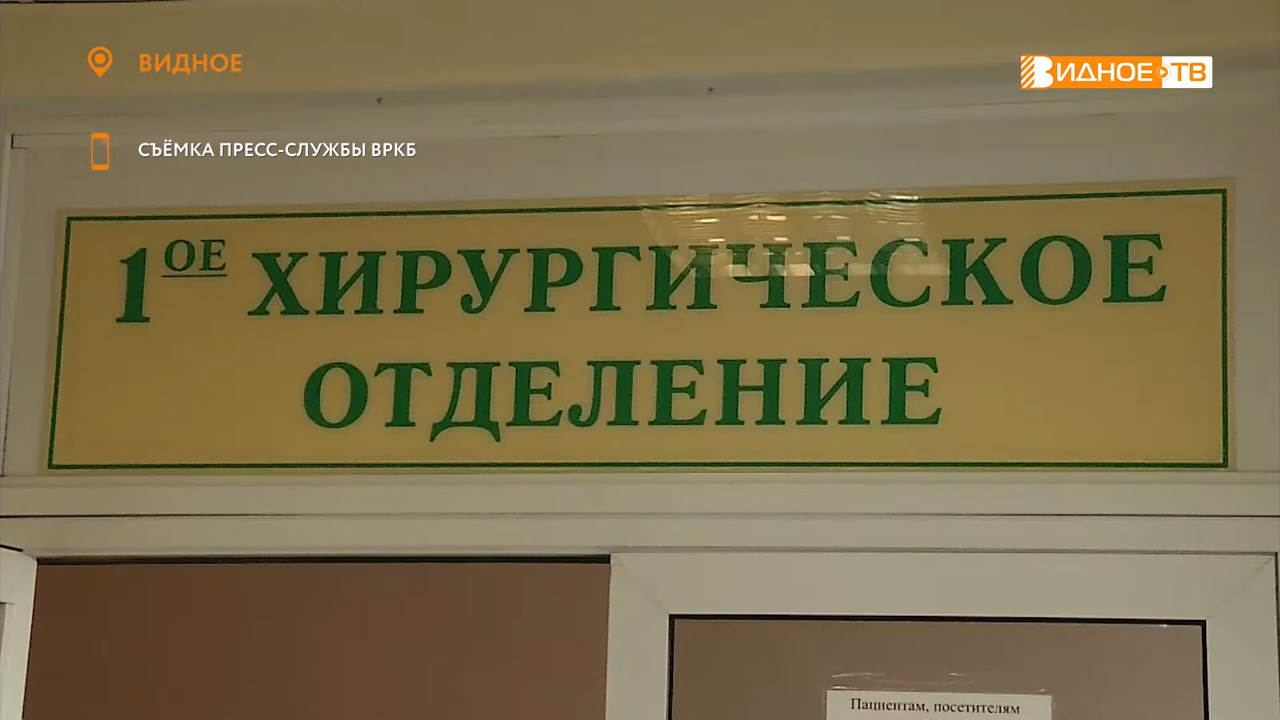 ВИДНОЕ
ВИДНОЕ ТВ
СЪЁМКА ПРЕСС-СЛУЖБЫ ВРКБ
1ОЕ ХИРУРГИЧЕСКОЕ
ОТДЕЛЕНИЕ
Пациентам, посетителям